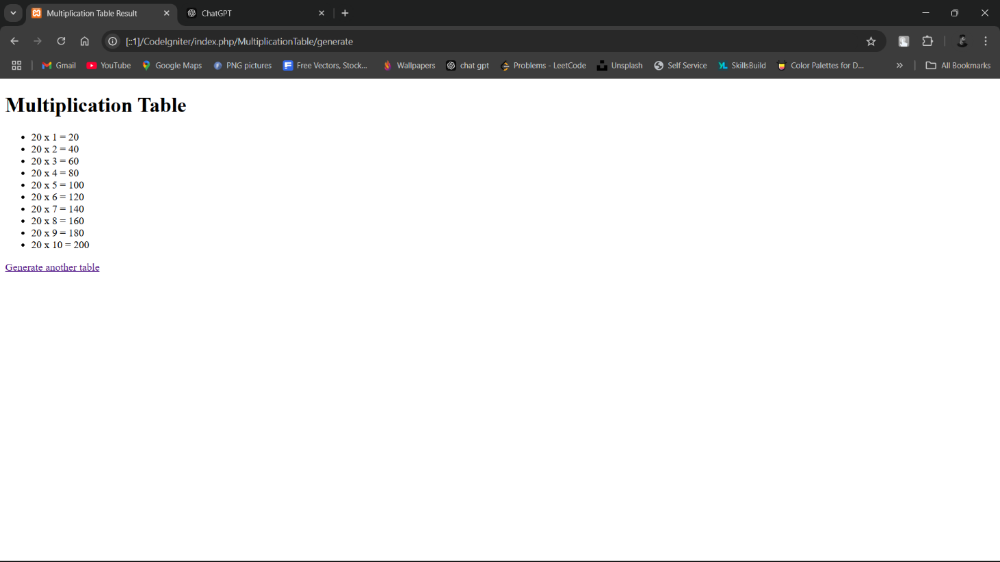 Multiplication Table Result
ChatGPT
[::1]/CodeIgniter/index.php/MultiplicationTable/generate
Gmail YouTube Google Maps PNG pictures Free Vectors, Stock... Wallpapers chat gpt Problems - LeetCode Unsplash Self Service SkillsBuild Color Palettes for D... All Bookmarks
Multiplication Table
20 x 1 = 20
20 x 2 = 40
20 x 3 = 60
20 x 4 = 80
20 x 5 = 100
20 x 6 = 120
20 x 7 = 140
20 x 8 = 160
20 x 9 = 180
20 x 10 = 200
Generate another table